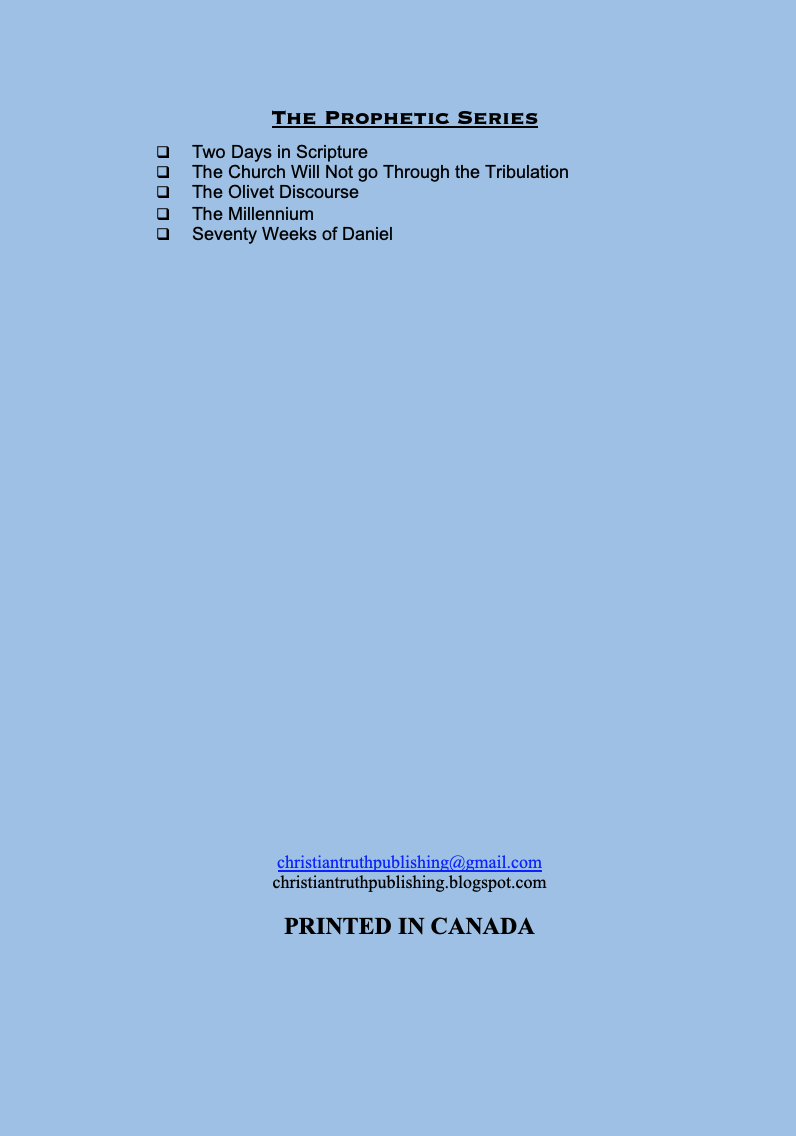 The Prophetic Series
❑ Two Days in Scripture
❑ The Church Will Not go Through the Tribulation
❑ The Olivet Discourse
❑ The Millennium
❑ Seventy Weeks of Daniel
christiantruthpublishing@gmail.com
christiantruthpublishing.blogspot.com
PRINTED IN CANADA